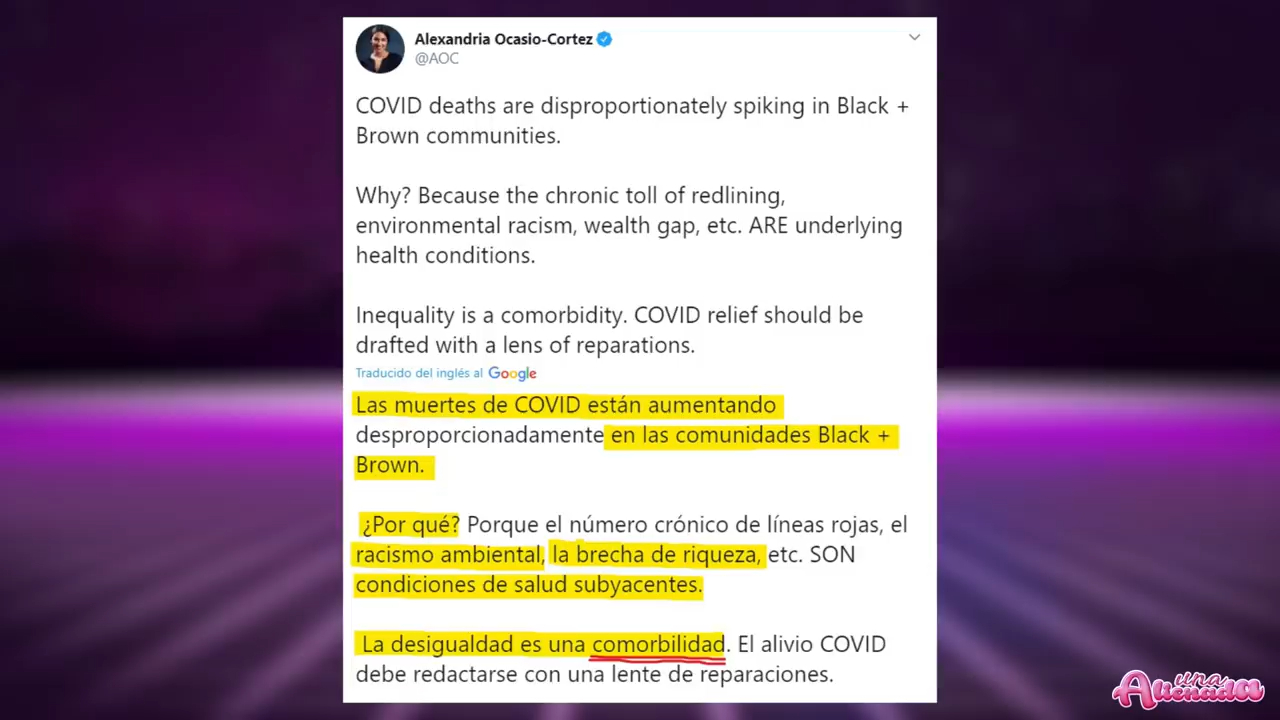 Alexandria Ocasio-Cortez
@AOC
COVID deaths are disproportionately spiking in Black +
Brown communities.
Why? Because the chronic toll of redlining,
environmental racism, wealth gap, etc. ARE underlying
health conditions.
Inequality is a comorbidity. COVID relief should be
drafted with a lens of reparations.
Traducido del inglés al Google
Las muertes de COVID están aumentando
desproporcionadamente en las comunidades Black +
Brown.
¿Por qué? Porque el número crónico de líneas rojas, el
racismo ambiental, la brecha de riqueza, etc. SON
condiciones de salud subyacentes.
La desigualdad es una comorbilidad. El alivio COVID
debe redactarse con una lente de reparaciones.
una
Alienada